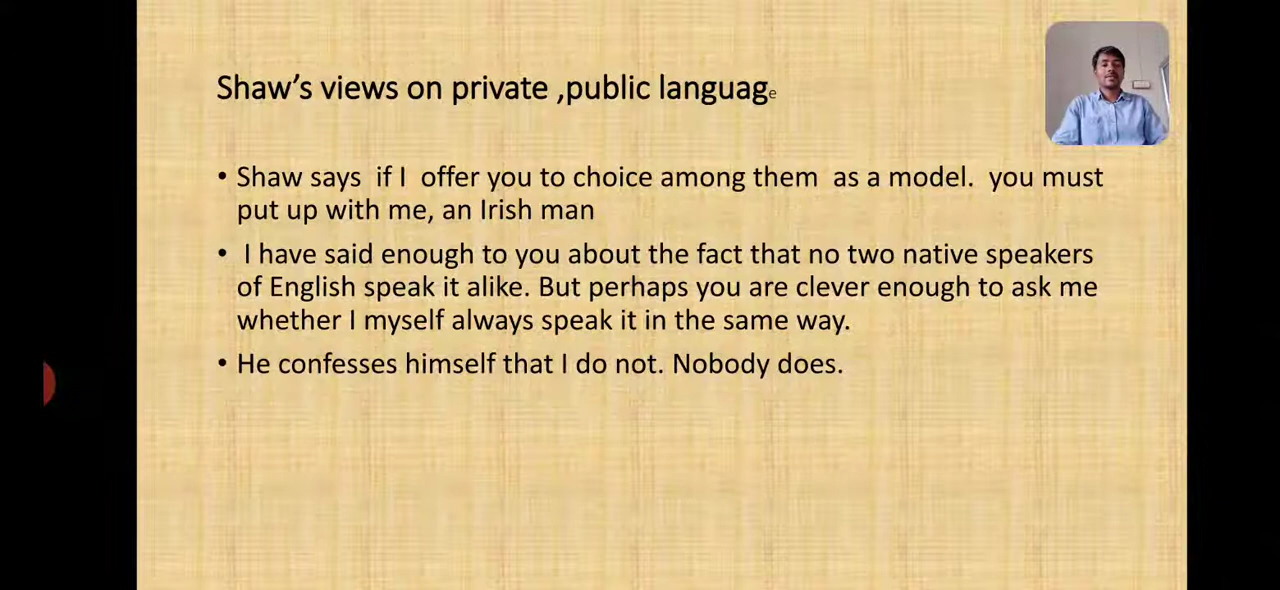 Shaw's views on private ,public language
• Shaw says if I offer you to choice among them as a model. you must
put up with me, an Irish man
• I have said enough to you about the fact that no two native speakers
of English speak it alike. But perhaps you are clever enough to ask me
whether I myself always speak it in the same way.
• He confesses himself that I do not. Nobody does.